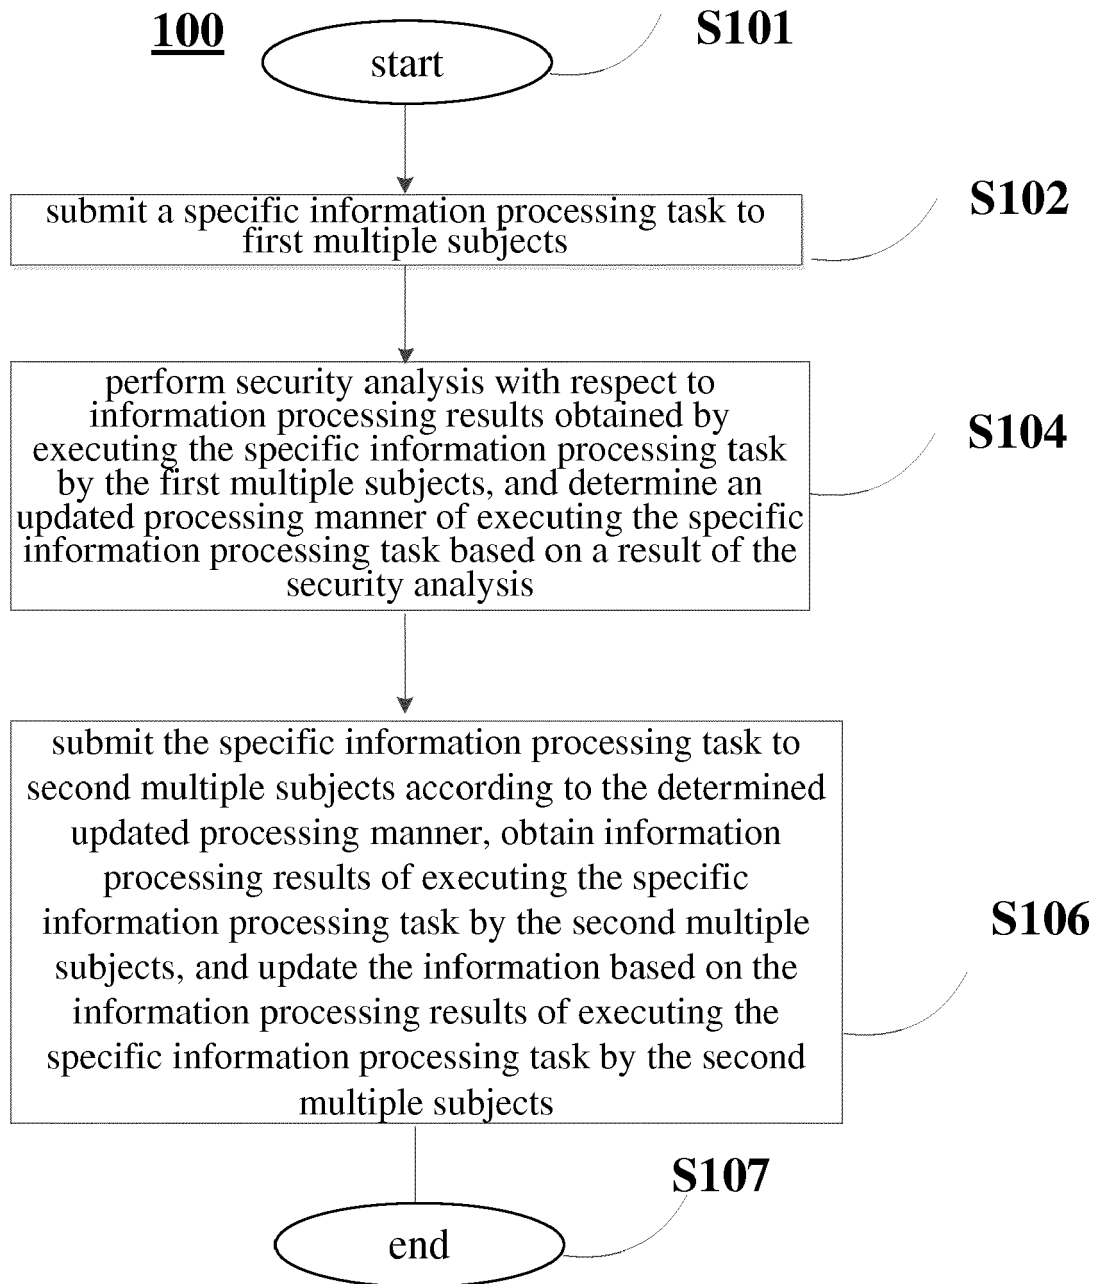 100
S101
start
S102
submit a specific information processing task to
first multiple subjects
perform security analysis with respect to
information processing results obtained by
executing the specific information processing task
by the first multiple subjects, and determine an
updated processing manner of executing the specific
information processing task based on a result of the
security analysis
S104
submit the specific information processing task to
second multiple subjects according to the determined
updated processing manner, obtain information
processing results of executing the specific
information processing task by the second multiple
subjects, and update the information based on the
information processing results of executing the
specific information processing task by the second
multiple subjects
S106
S107
end